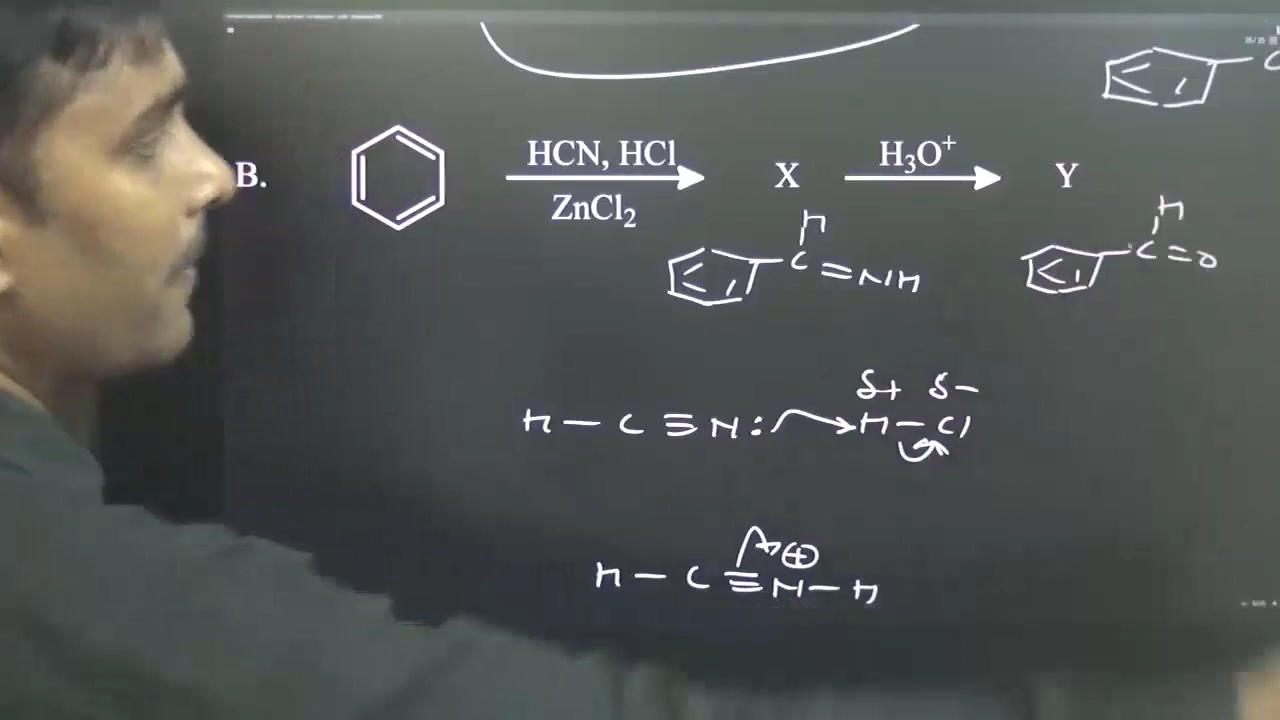 B.
HCN, HCl
ZnCl₂
X
H₃O⁺
Y
H
C = NH
H
C = O
C
δ+ δ−
H − C ≡ N: H − Cl
⊕
H − C ≡ N − H